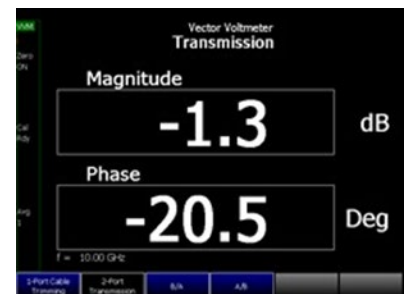 VVM
Vector Voltmeter
Transmission
Zero
ON
Magnitude
-1.3 dB
Cal
Rdy
Phase
-20.5 Deg
Avg
1
f = 10.00 GHz
1-Port Cable Trimming 2-Port Transmission B/A A/B